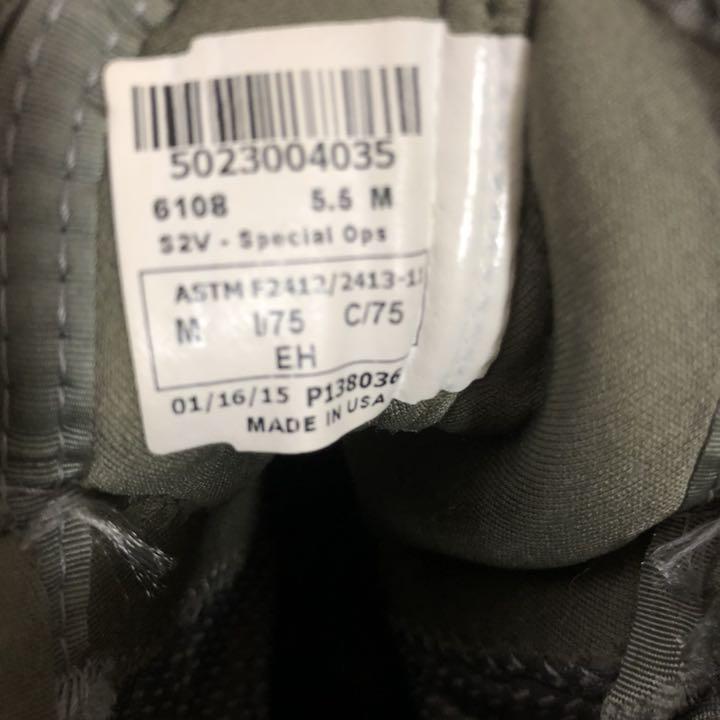 5023004035
6108 5.5 M
S2V - Special Ops
ASTM F2412/2413-11
M I/75 C/75
EH
01/16/15 P138036
MADE IN USA